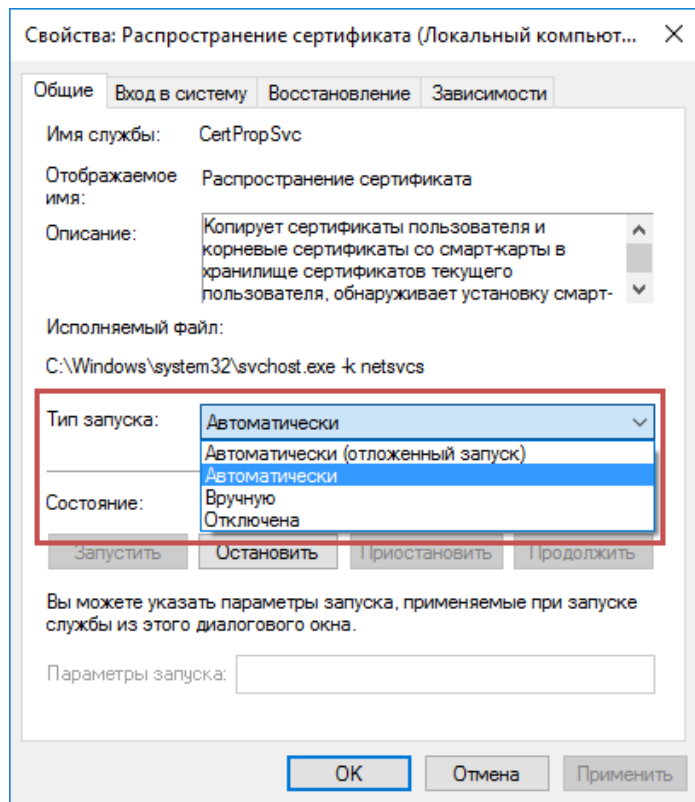 Свойства: Распространение сертификата (Локальный компьют...
Общие Вход в систему Восстановление Зависимости
Имя службы: CertPropSvc
Отображаемое имя: Распространение сертификата
Описание: Копирует сертификаты пользователя и
корневые сертификаты со смарт-карты в
хранилище сертификатов текущего
пользователя, обнаруживает установку смарт-
Исполняемый файл:
C:\Windows\system32\svchost.exe -k netsvcs
Тип запуска: Автоматически
Автоматически (отложенный запуск)
Автоматически
Вручную
Состояние:
Отключена
Запустить Остановить Приостановить Продолжить
Вы можете указать параметры запуска, применяемые при запуске
службы из этого диалогового окна.
Параметры запуска:
OK Отмена Применить